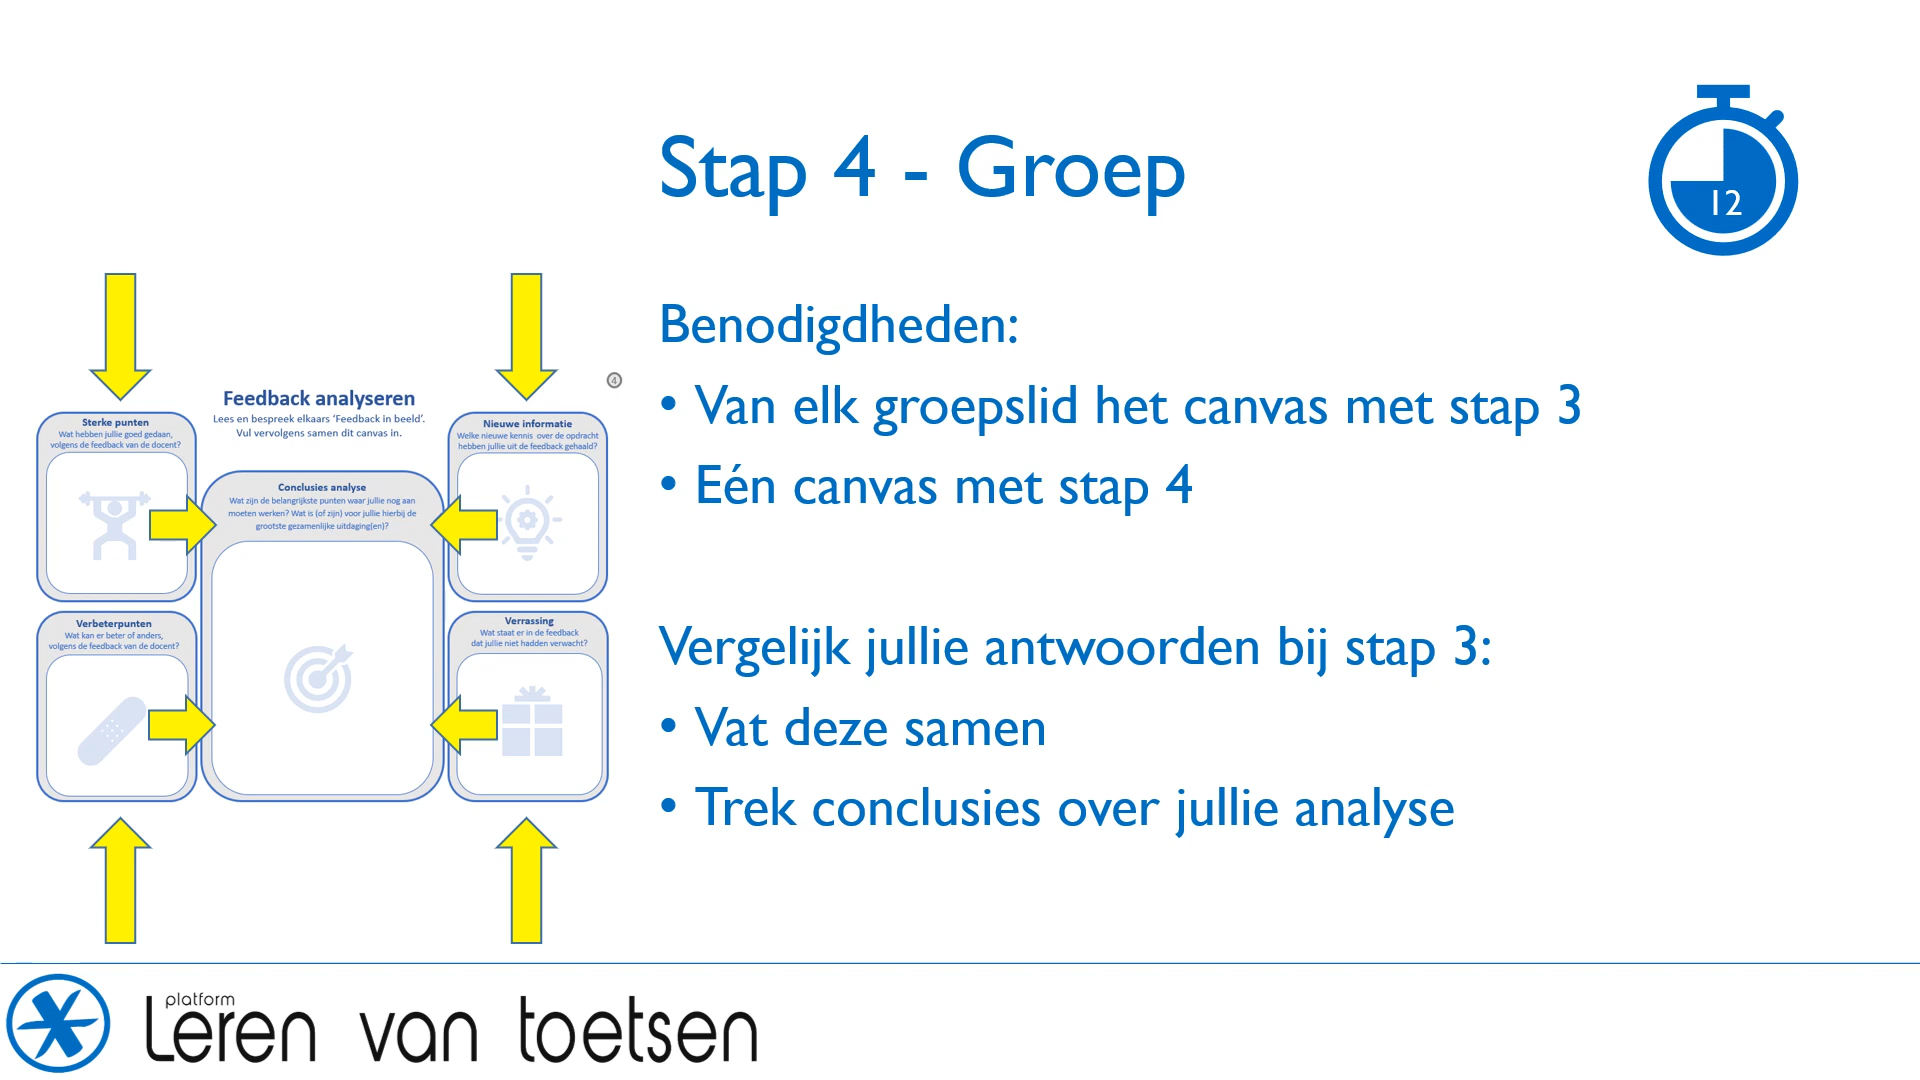 Stap 4 - Groep
12
Benodigdheden:
• Van elk groepslid het canvas met stap 3
• Eén canvas met stap 4
Vergelijk jullie antwoorden bij stap 3:
• Vat deze samen
• Trek conclusies over jullie analyse
4
Feedback analyseren
Lees en bespreek elkaars ‘Feedback in beeld’.
Vul vervolgens samen dit canvas in.
Sterke punten
Wat hebben jullie goed gedaan,
volgens de feedback van de docent?
Nieuwe informatie
Welke nieuwe kennis over de opdracht
hebben jullie uit de feedback gehaald?
Conclusies analyse
Wat zijn de belangrijkste punten waar jullie nog aan
moeten werken? Wat is (of zijn) voor jullie hierbij de
grootste gezamenlijke uitdaging(en)?
Verbeterpunten
Wat kan er beter of anders,
volgens de feedback van de docent?
Verrassing
Wat staat er in de feedback
dat jullie niet hadden verwacht?
platform
Leren van toetsen